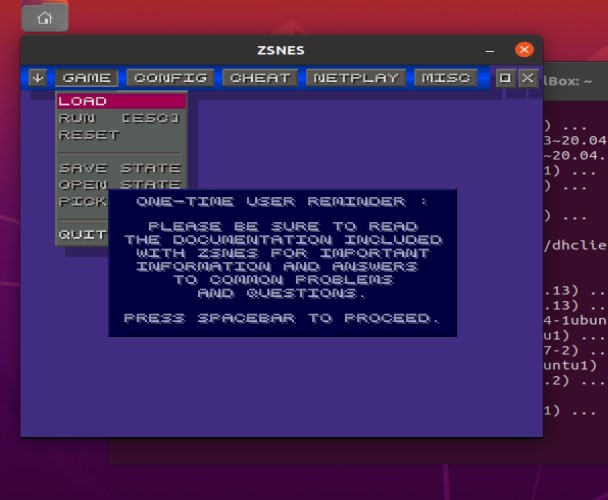 ZSNES
GAME CONFIG CHEAT NETPLAY MISC
LOAD
RUN [ESC]
RESET
SAVE STATE
OPEN STATE
PICK
QUIT
ONE-TIME USER REMINDER :
PLEASE BE SURE TO READ
THE DOCUMENTATION INCLUDED
WITH ZSNES FOR IMPORTANT
INFORMATION AND ANSWERS
TO COMMON PROBLEMS
AND QUESTIONS.
PRESS SPACEBAR TO PROCEED.
lBox: ~
) ...
3~20.04
~20.04.
1) ...
) ...
) ...
/dhclie
.13) ...
.13) ...
4-1ubun
u1) ...
7-2) ...
untu1)
.2) ...
1) ...